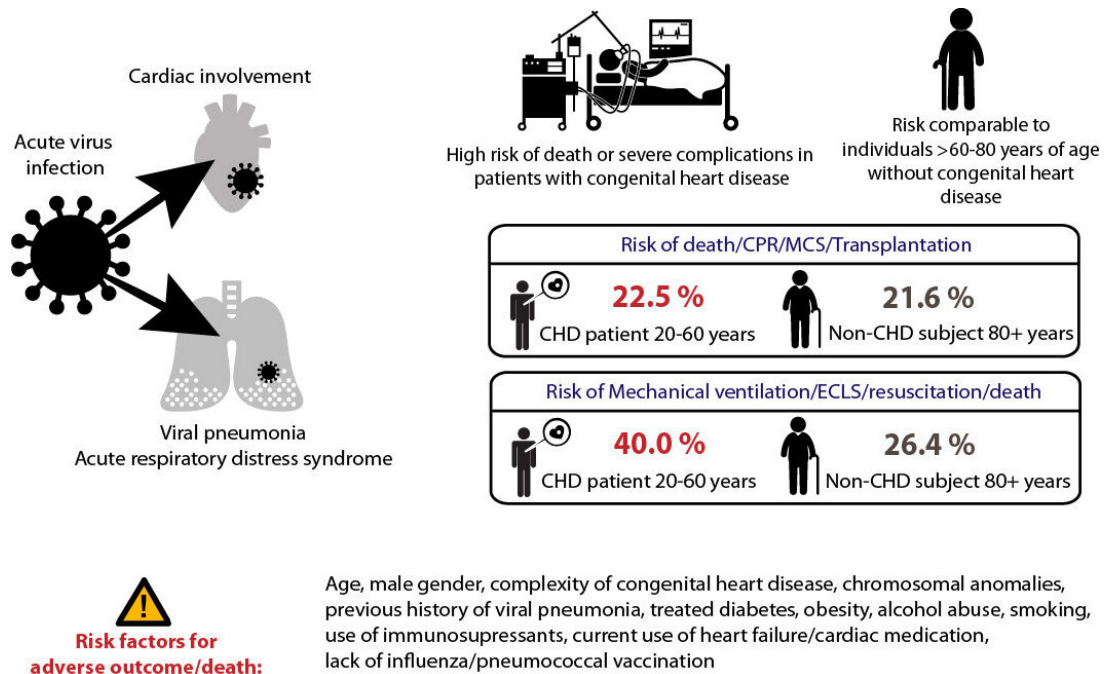 Cardiac involvement
Acute virus
infection
Viral pneumonia
Acute respiratory distress syndrome
High risk of death or severe complications in
patients with congenital heart disease
Risk comparable to
individuals >60-80 years of age
without congenital heart
disease
Risk of death/CPR/MCS/Transplantation
22.5 %
CHD patient 20-60 years
21.6 %
Non-CHD subject 80+ years
Risk of Mechanical ventilation/ECLS/resuscitation/death
40.0 %
CHD patient 20-60 years
26.4 %
Non-CHD subject 80+ years
!
Risk factors for
adverse outcome/death:
Age, male gender, complexity of congenital heart disease, chromosomal anomalies,
previous history of viral pneumonia, treated diabetes, obesity, alcohol abuse, smoking,
use of immunosupressants, current use of heart failure/cardiac medication,
lack of influenza/pneumococcal vaccination